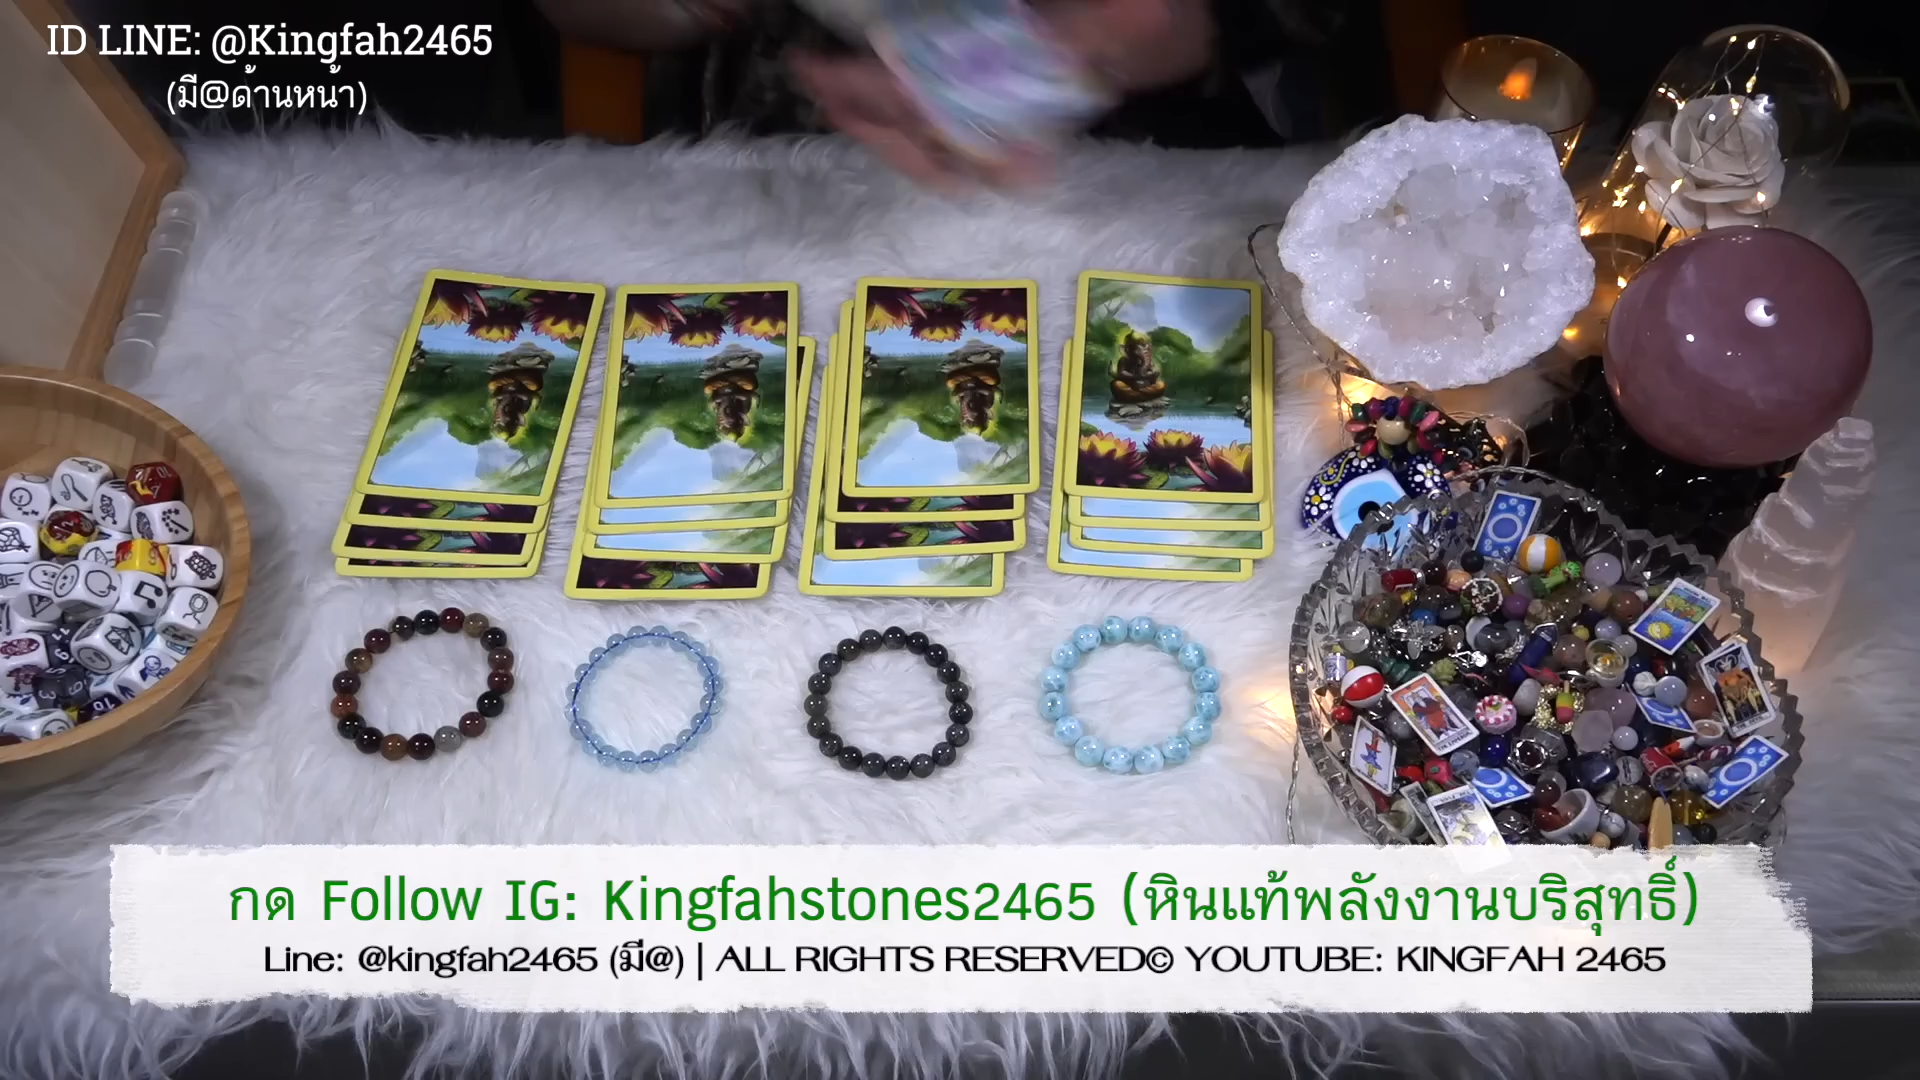 ID LINE: @Kingfah2465
(มี@ด้านหน้า)
กด Follow IG: Kingfahstones2465 (หินแท้พลังงานบริสุทธิ์)
Line: @kingfah2465 (มี@) | ALL RIGHTS RESERVED© YOUTUBE: KINGFAH 2465